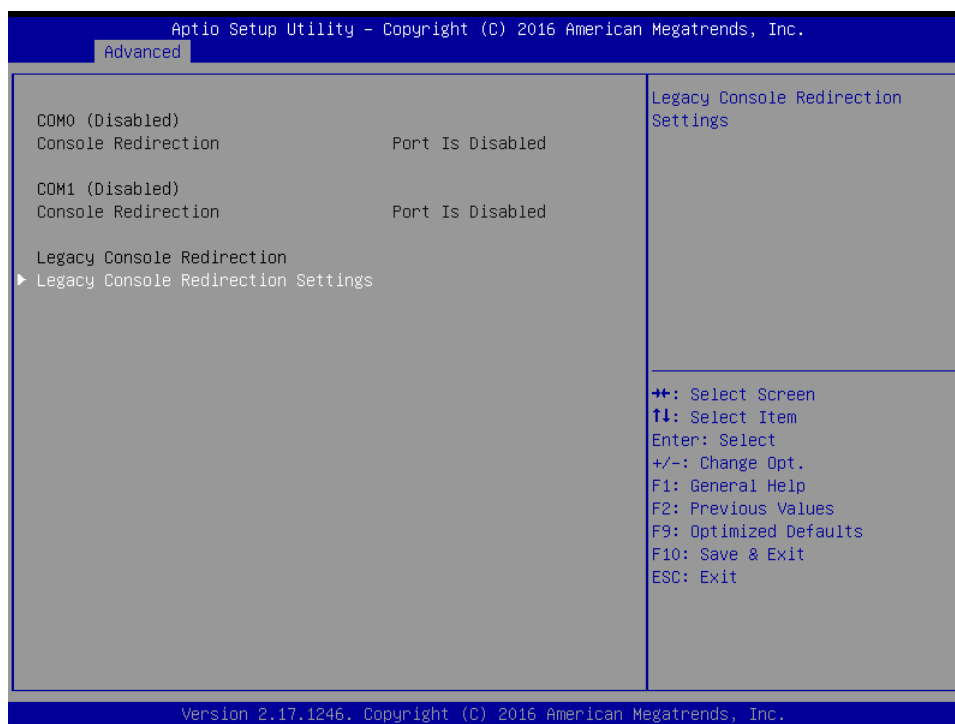 Aptio Setup Utility – Copyright (C) 2016 American Megatrends, Inc.
Advanced
COM0 (Disabled)
Console Redirection Port Is Disabled
COM1 (Disabled)
Console Redirection Port Is Disabled
Legacy Console Redirection
▶ Legacy Console Redirection Settings
Legacy Console Redirection
Settings
→←: Select Screen
↑↓: Select Item
Enter: Select
+/-: Change Opt.
F1: General Help
F2: Previous Values
F9: Optimized Defaults
F10: Save & Exit
ESC: Exit
Version 2.17.1246. Copyright (C) 2016 American Megatrends, Inc.